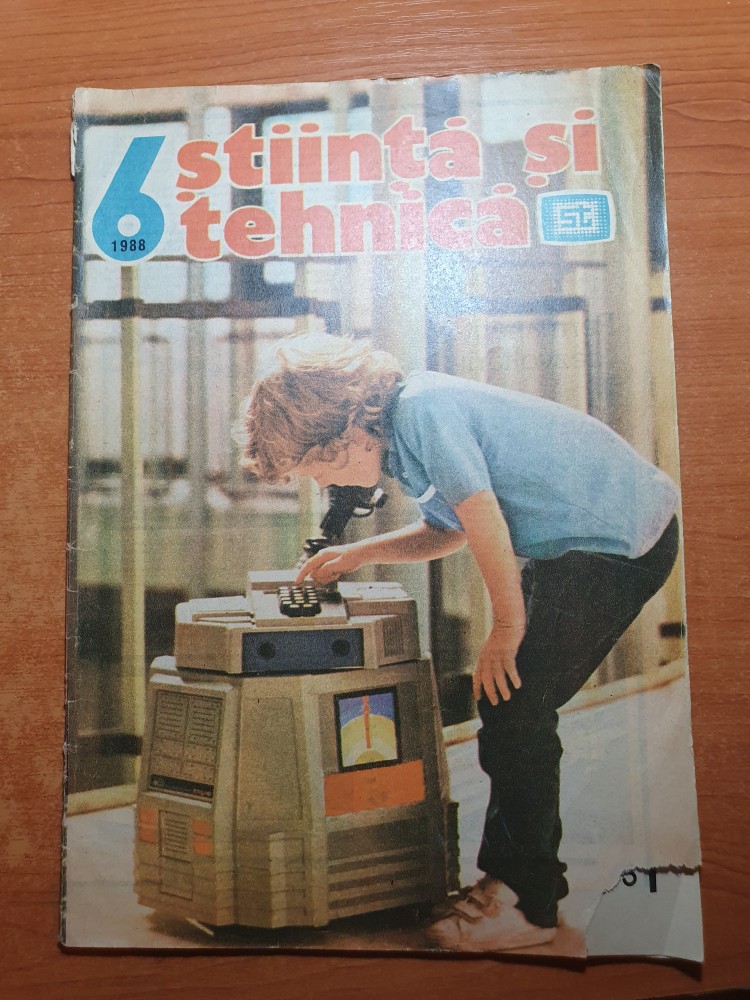 6
1988
știință și
tehnică
ST